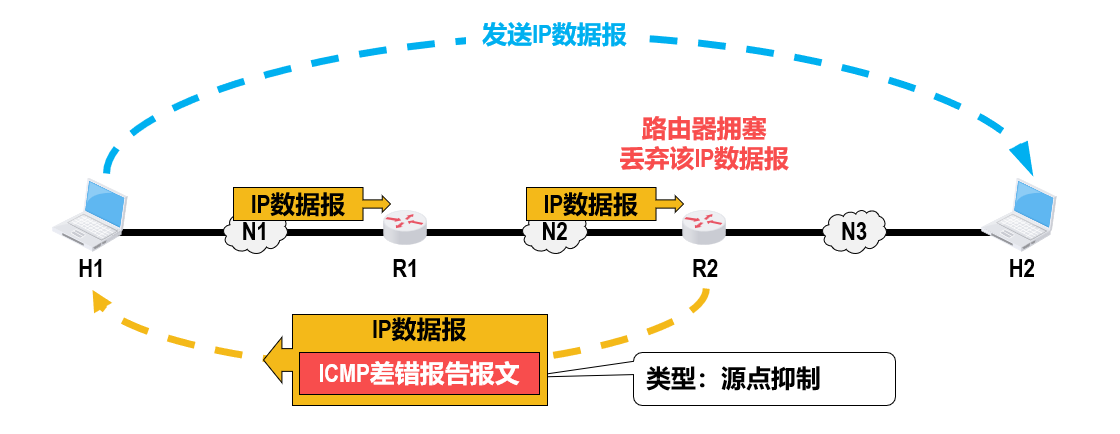 发送IP数据报
路由器拥塞
丢弃该IP数据报
IP数据报
IP数据报
N1
N2
N3
H1
R1
R2
H2
IP数据报
ICMP差错报告报文
类型：源点抑制